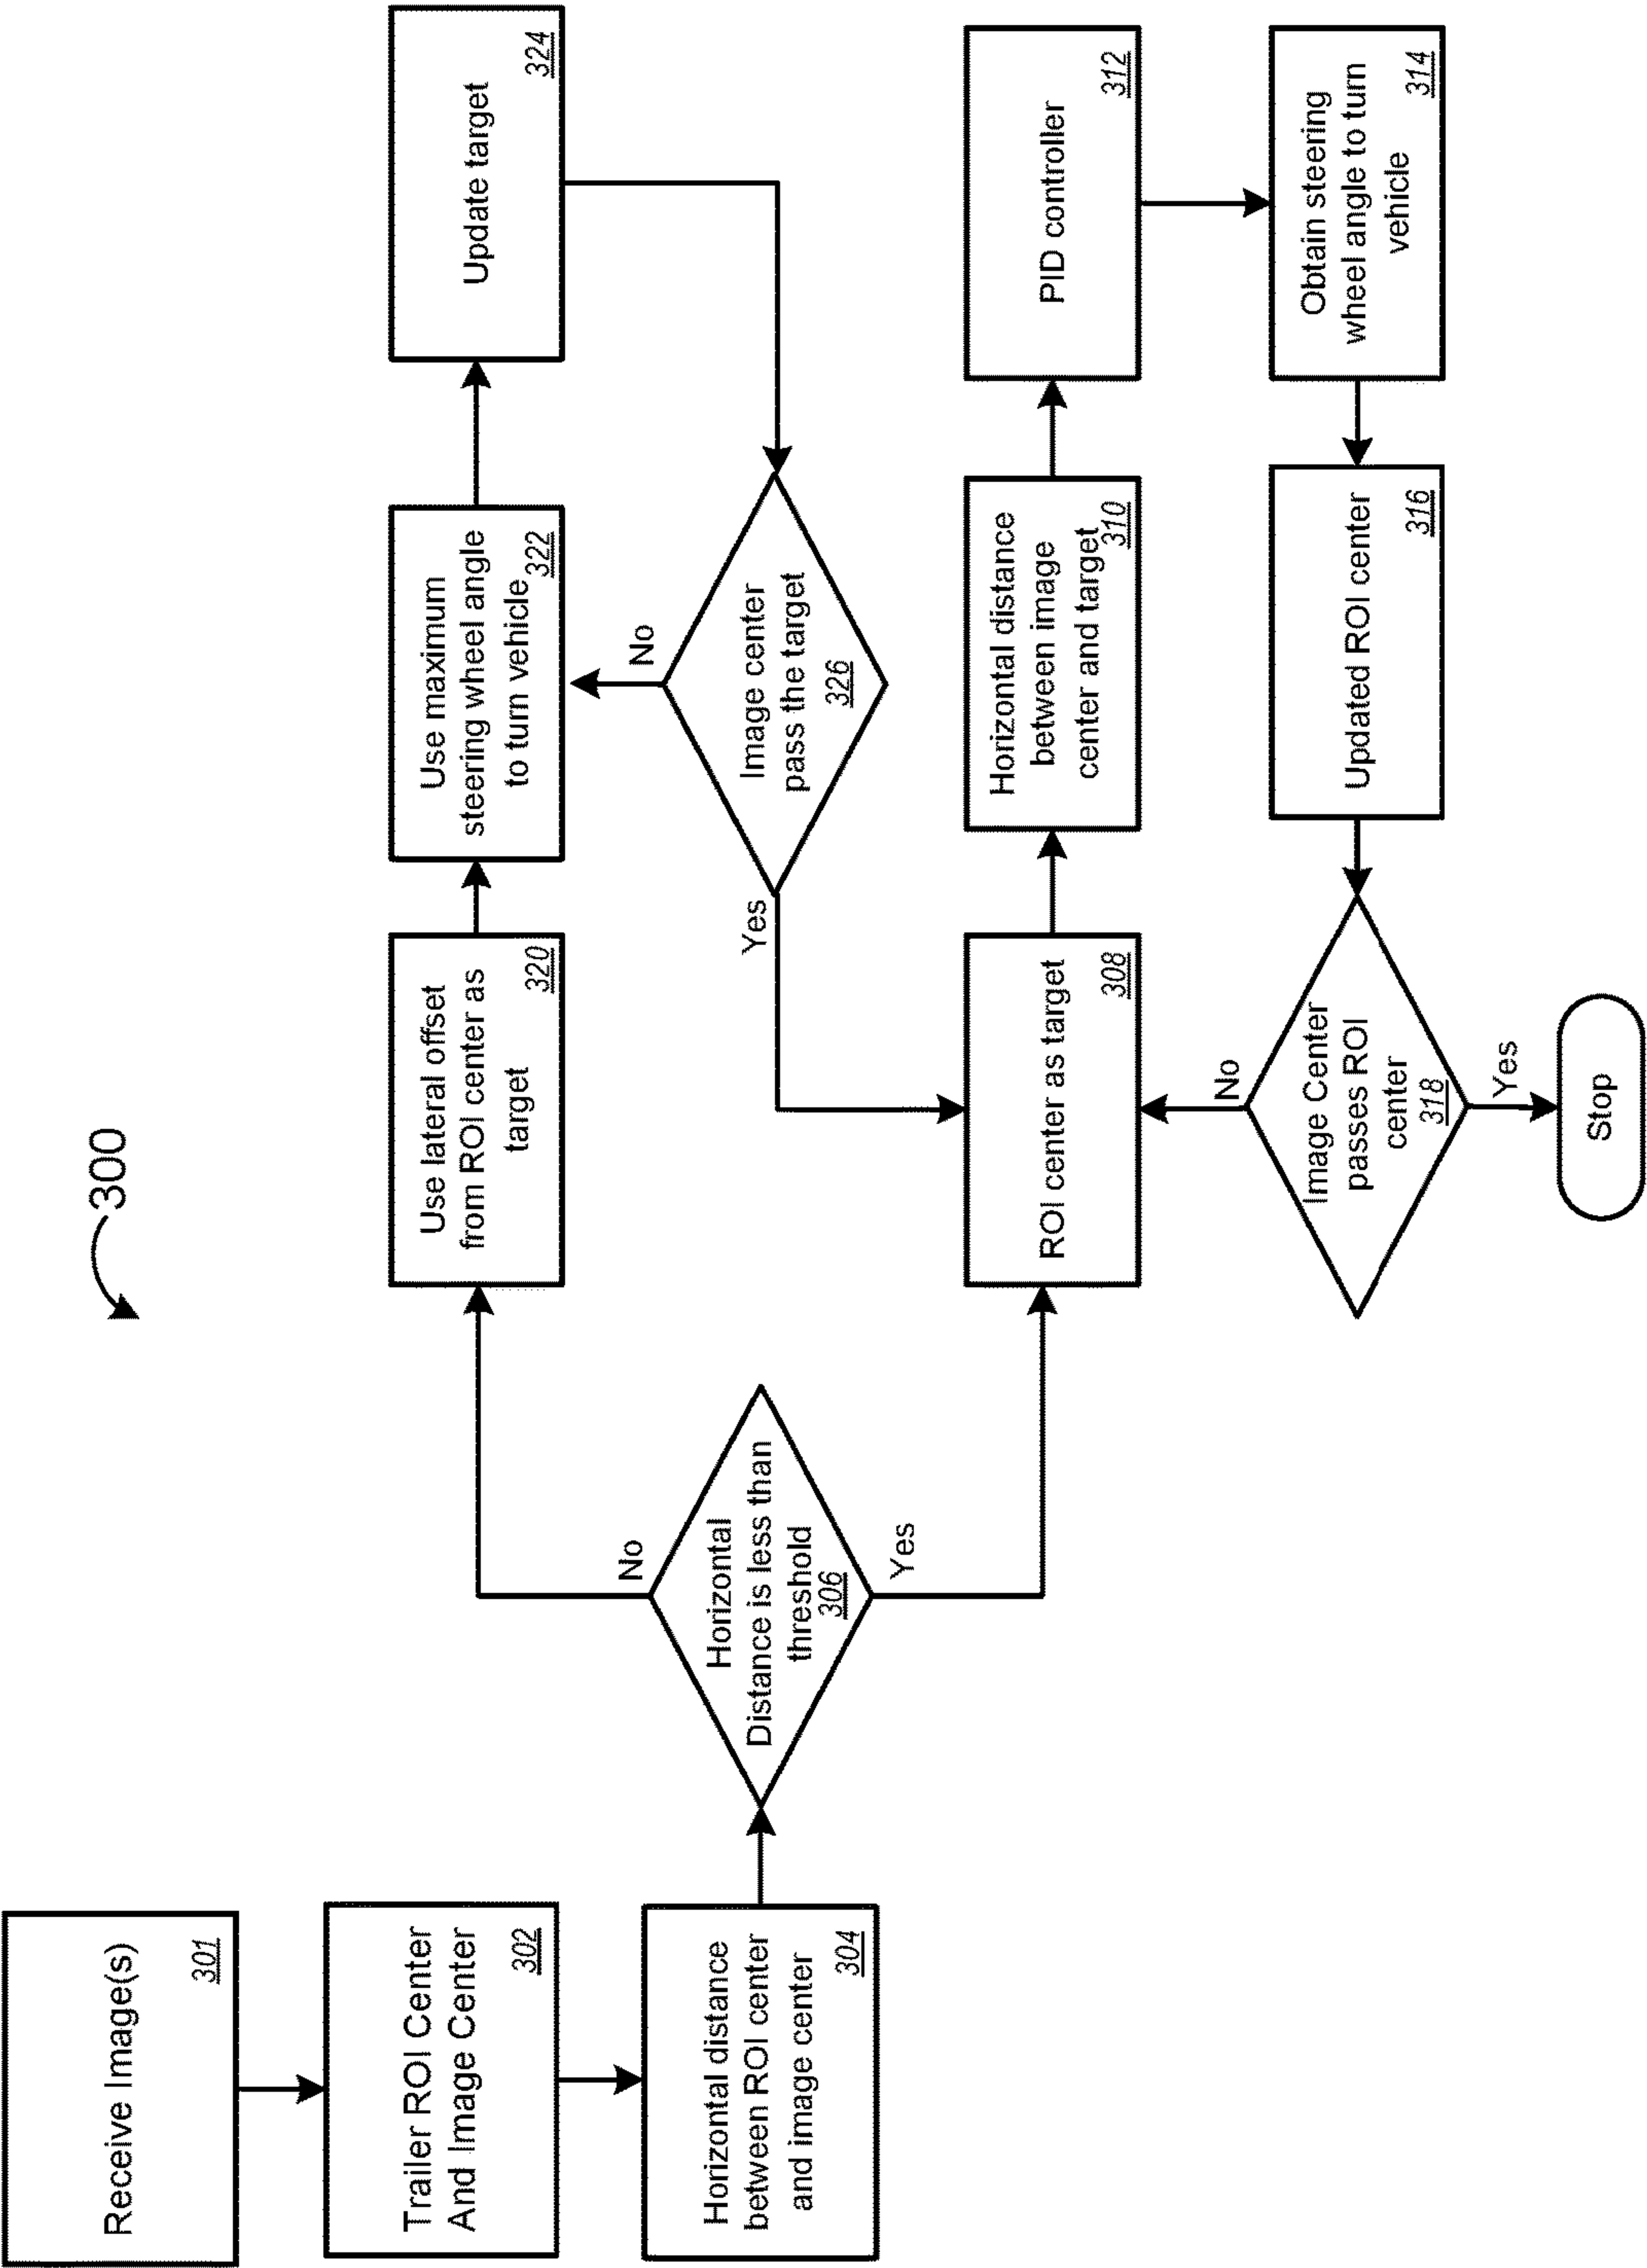 300
Receive Image(s)
301
Trailer ROI Center
And Image Center
302
Horizontal distance
between ROI center
and image center
304
Horizontal
Distance is less than
threshold
306
No
Yes
Use lateral offset
from ROI center as
target
320
Use maximum
steering wheel angle
to turn vehicle
322
Update target
324
Image center
pass the target
326
No
Yes
ROI center as target
308
Horizontal distance
between image
center and target
310
PID controller
312
Obtain steering
wheel angle to turn
vehicle
314
Updated ROI center
316
Image Center
passes ROI
center
318
No
Yes
Stop